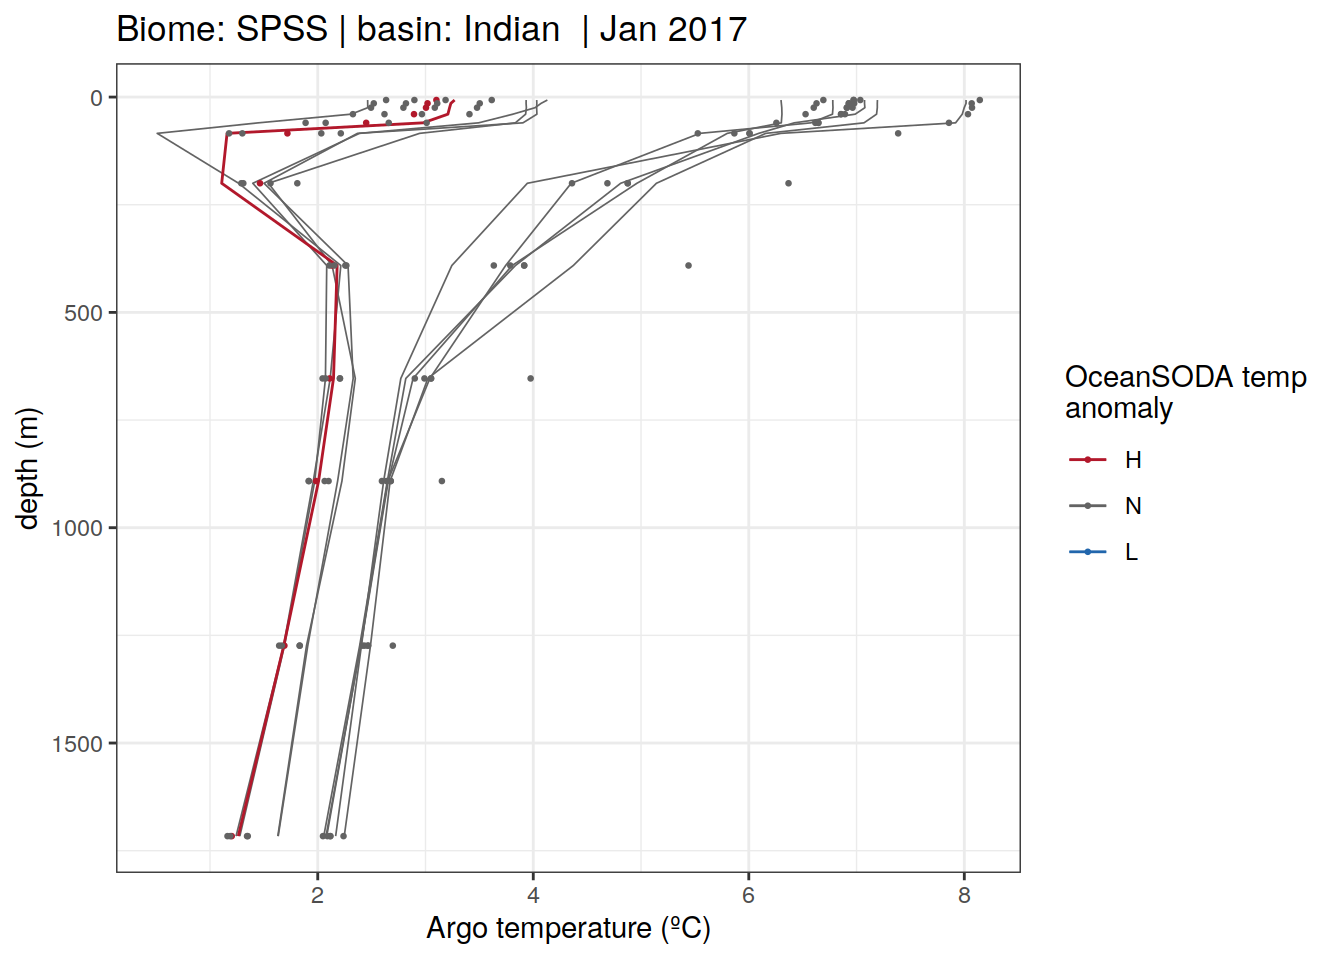 Biome: SPSS | basin: Indian  | Jan 2017
0
500
1000
1500
depth (m)
2
4
6
8
Argo temperature (ºC)
OceanSODA temp
anomaly
H
N
L